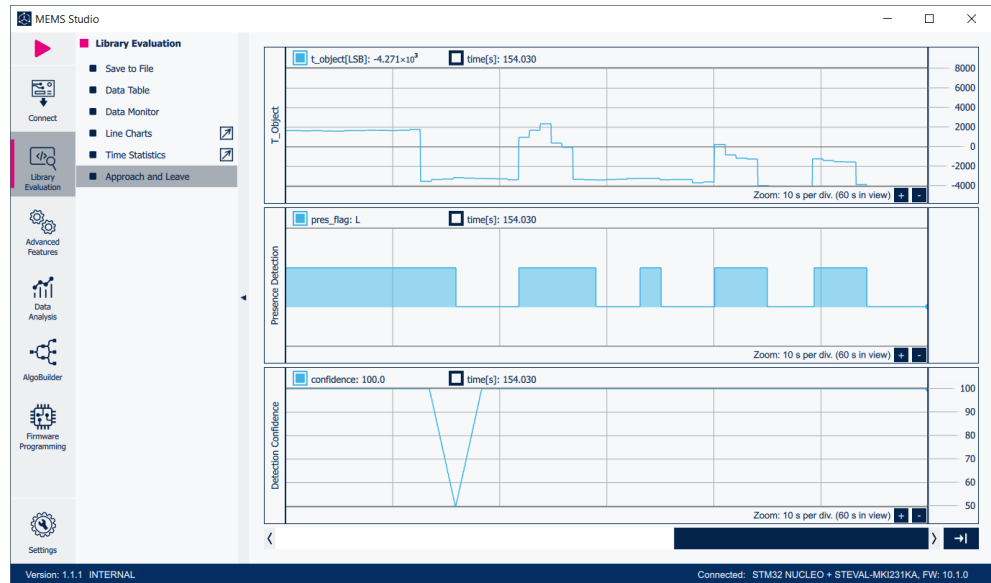 MEMS Studio
Connect
Library
Evaluation
Advanced
Features
Data
Analysis
AlgoBuilder
Firmware
Programming
Settings
Library Evaluation
Save to File
Data Table
Data Monitor
Line Charts
Time Statistics
Approach and Leave
t_object[LSB]: -4.271×10³ time[s]: 154.030
T_Object
8000
6000
4000
2000
0
-2000
-4000
Zoom: 10 s per div. (60 s in view) + -
pres_flag: L time[s]: 154.030
Presence Detection
Zoom: 10 s per div. (60 s in view) + -
confidence: 100.0 time[s]: 154.030
Detection Confidence
100
90
80
70
60
50
Zoom: 10 s per div. (60 s in view) + -
Version: 1.1.1 INTERNAL
Connected: STM32 NUCLEO + STEVAL-MKI231KA, FW: 10.1.0